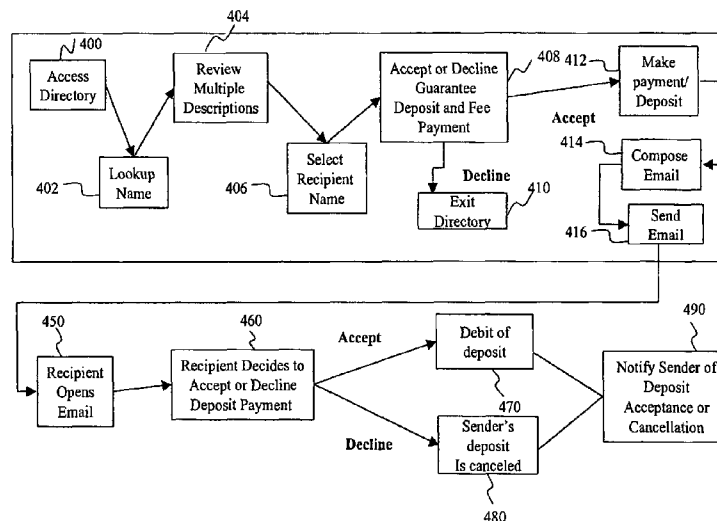 400
Access
Directory
402
Lookup
Name
404
Review
Multiple
Descriptions
406
Select
Recipient
Name
408
Accept or Decline
Guarantee
Deposit and Fee
Payment
Decline
410
Exit
Directory
412
Make
payment/
Deposit
Accept
414
Compose
Email
416
Send
Email
450
Recipient
Opens
Email
460
Recipient Decides to
Accept or Decline
Deposit Payment
Accept
Debit of
deposit
470
Decline
Sender's
deposit
Is canceled
480
490
Notify Sender of
Deposit
Acceptance or
Cancellation